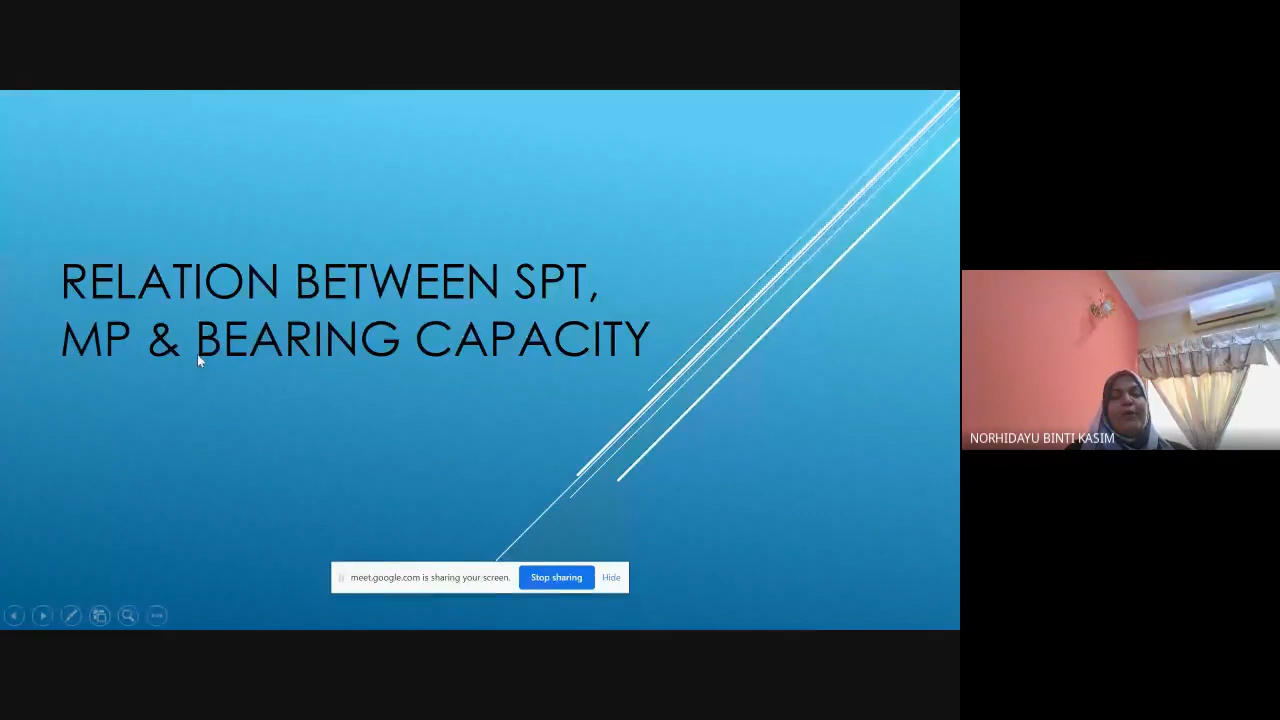 RELATION BETWEEN SPT,
MP & BEARING CAPACITY
meet.google.com is sharing your screen.
Stop sharing
Hide
NORHIDAYU BINTI KASIM